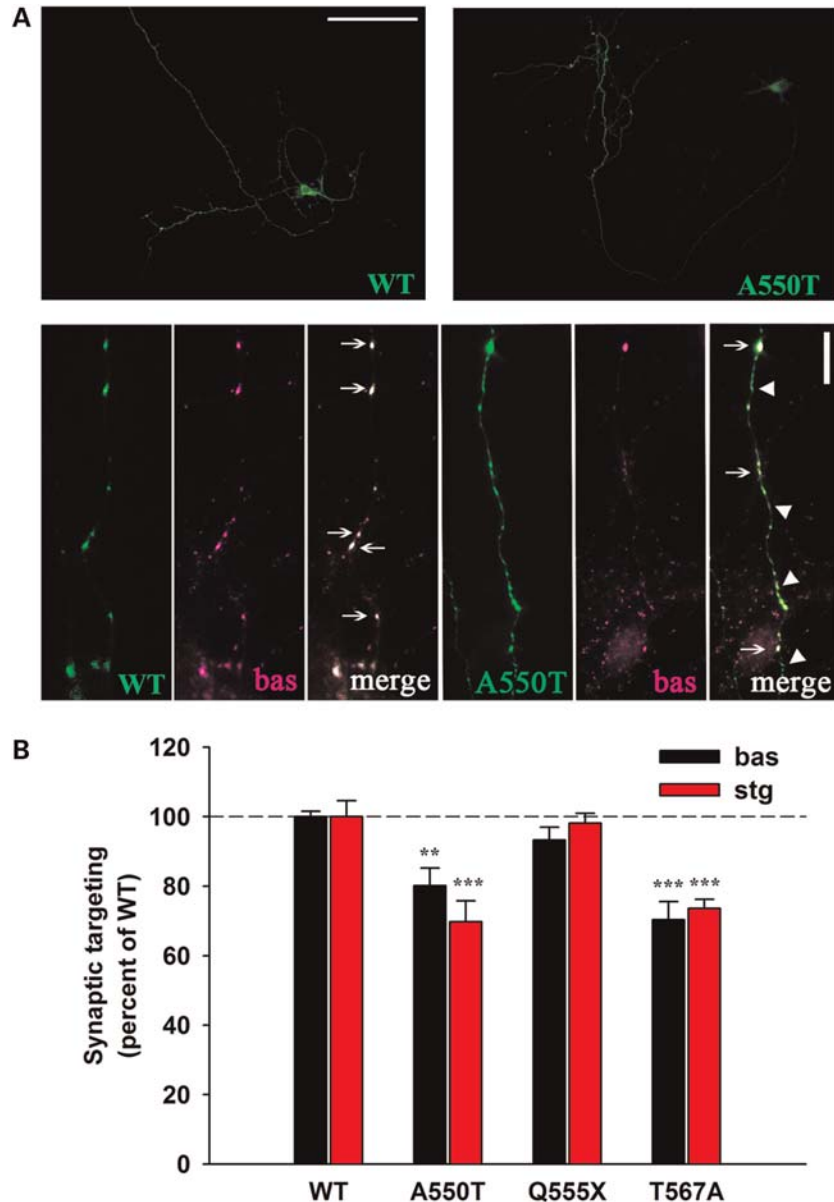 A
WT
A550T
WT
bas
merge
A550T
bas
merge
B
Synaptic targeting
(percent of WT)
120
100
80
60
40
20
0
bas
stg
**
***
***
***
WT
A550T
Q555X
T567A